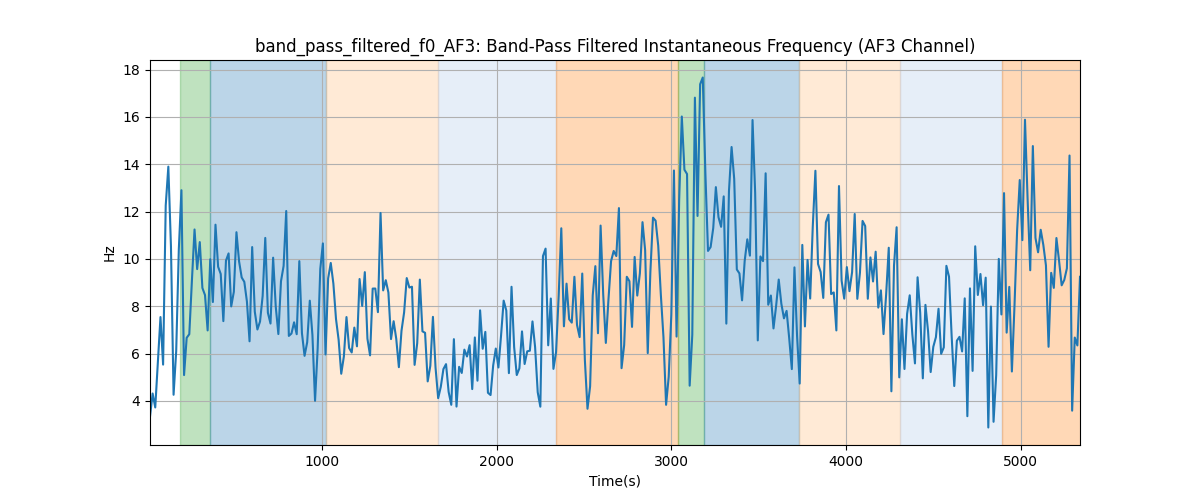 band_pass_filtered_f0_AF3: Band-Pass Filtered Instantaneous Frequency (AF3 Channel)
18
16
14
12
10
8
6
4
Hz
1000 2000 3000 4000 5000
Time(s)